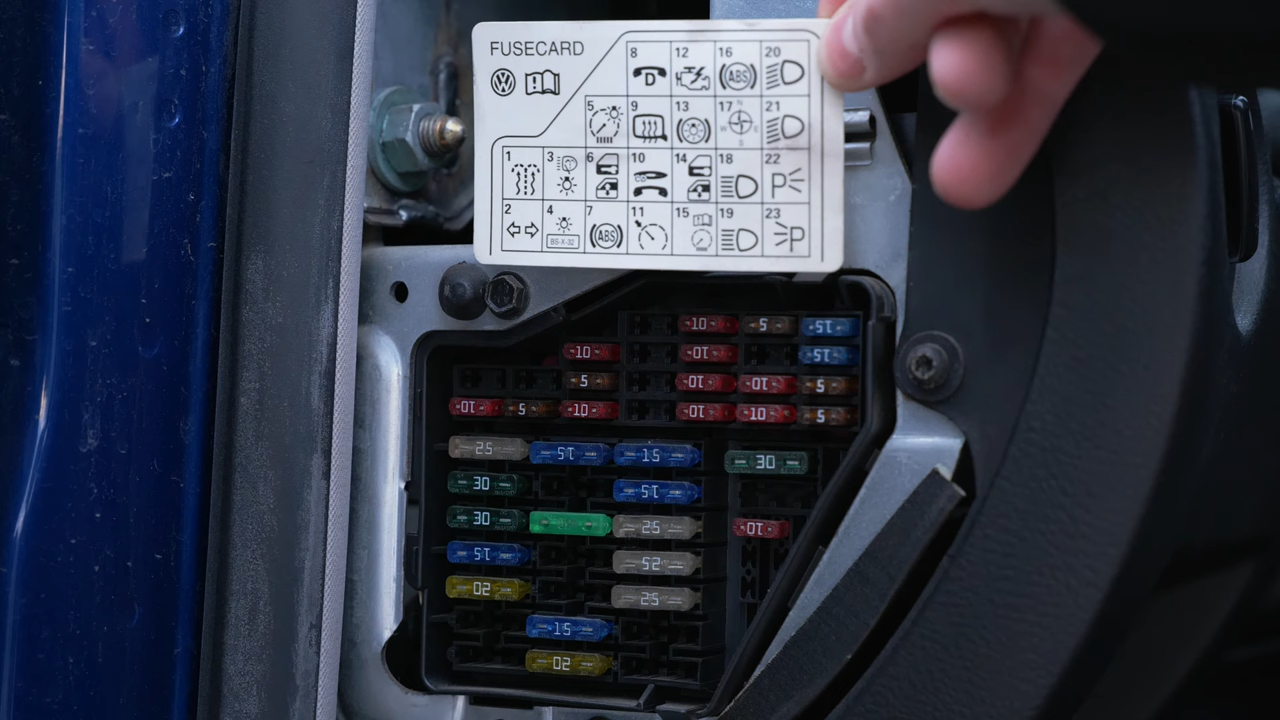 FUSECARD
8 12 16 20
D ABS
5 9 13 17 N 21
W E
S
1 3 6 10 14 18 22
P
2 4 7 11 15 19 23
BS-X-32 ABS P
10 5 15
10 10 15
5 10 10 5
10 5 10 10 10 5
25 15 15 30
30 15
30 25 10
15 25
20 25
15
20